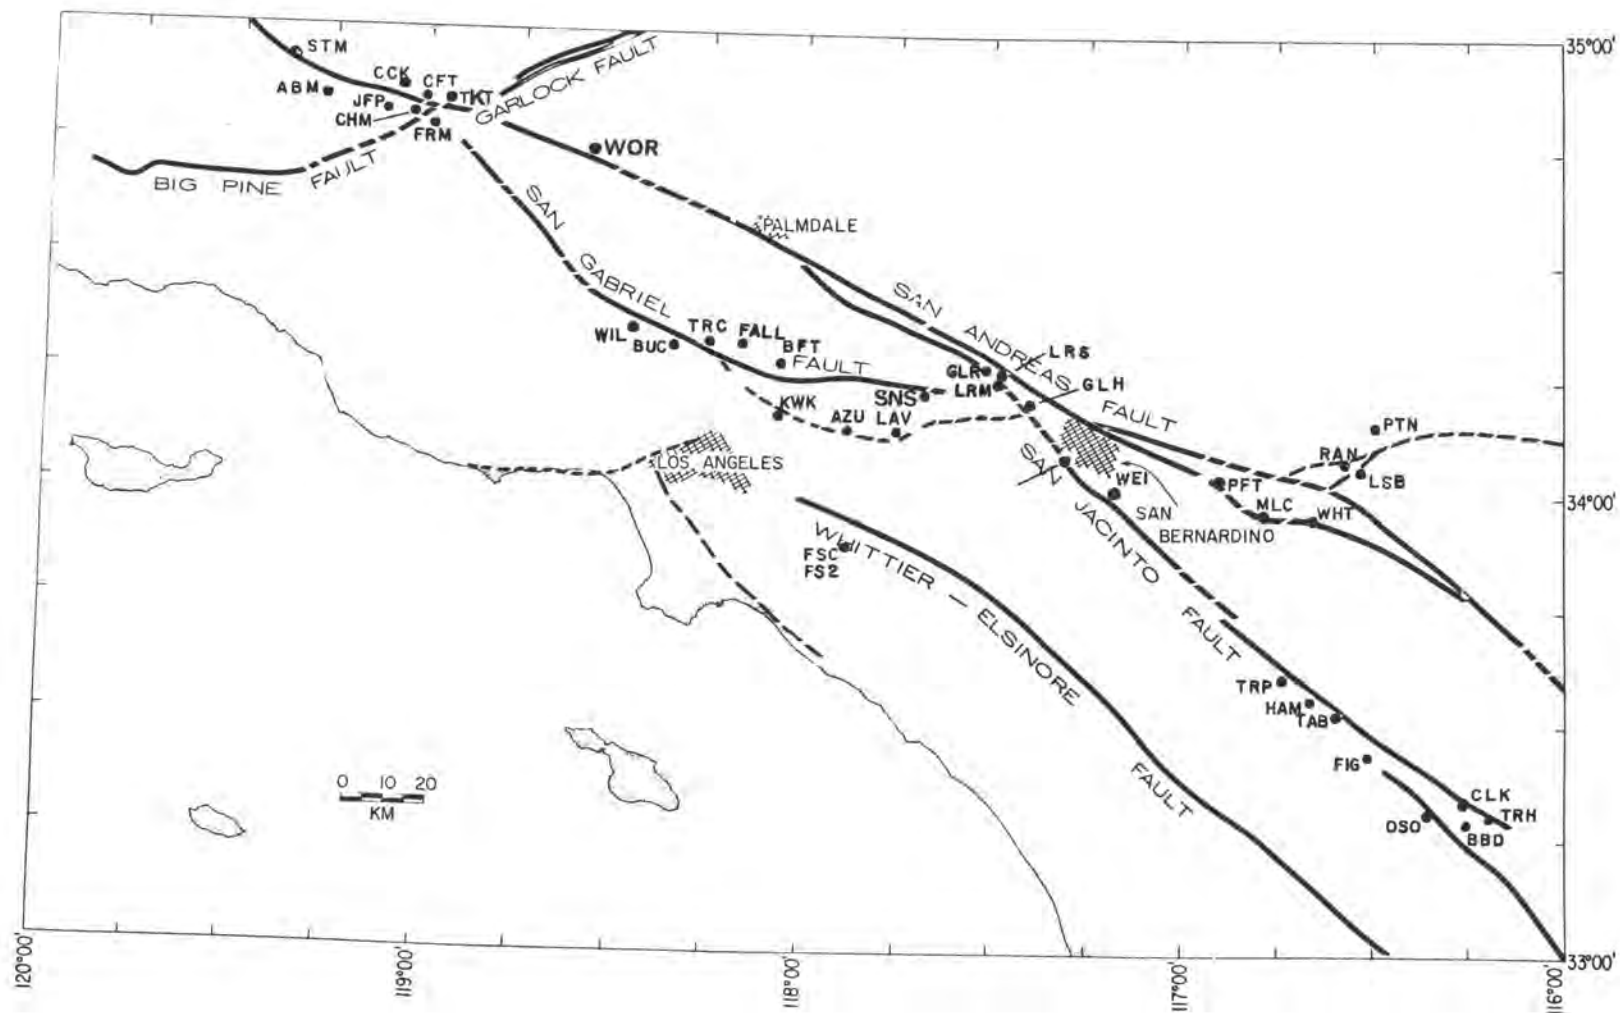 35°00'
STM
CCK
CFT
TKT
ABM
JFP
CHM
FRM
GARLOCK FAULT
WOR
BIG PINE FAULT
PALMDALE
SAN GABRIEL FAULT
SAN ANDREAS FAULT
WIL
BUC
TRC
FALL
BFT
LRS
GLR
LRM
GLH
SNS
KWK
AZU
LAV
PTN
RAN
LSB
LOS ANGELES
WEI
PFT
MLC
WHT
34°00'
SAN
BERNARDINO
SAN JACINTO FAULT
FSC
FS2
WHITTIER — ELSINORE FAULT
TRP
HAM
TAB
FIG
CLK
TRH
OSO
BBD
0 10 20
KM
33°00'
120°00'
119°00'
118°00'
117°00'
116°00'